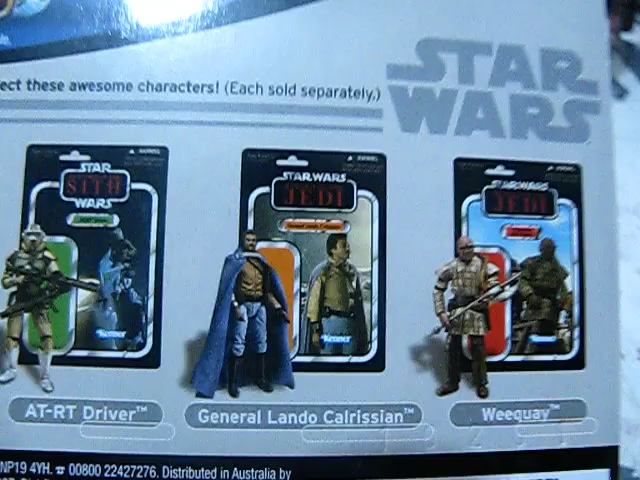 STAR WARS
ect these awesome characters! (Each sold separately.)
STAR
SITH
WARS
Kenner
STAR WARS
JEDI
Kenner
STAR WARS
JEDI
Kenner
AT-RT Driver™
General Lando Calrissian™
Weequay™
NP19 4YH. ☎ 00800 22427276. Distributed in Australia by